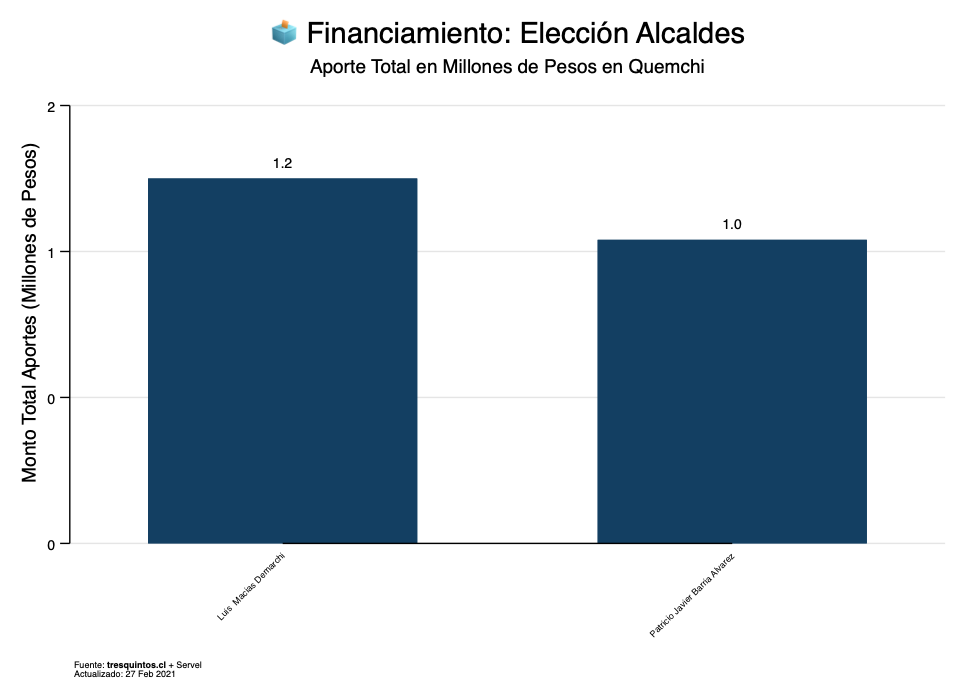 Financiamiento: Elección Alcaldes
Aporte Total en Millones de Pesos en Quemchi
Monto Total Aportes (Millones de Pesos)
2
1
0
0
1.2
1.0
Luis Macias Demarchi
Patricio Javier Barria Alvarez
Fuente: tresquintos.cl + Servel
Actualizado: 27 Feb 2021